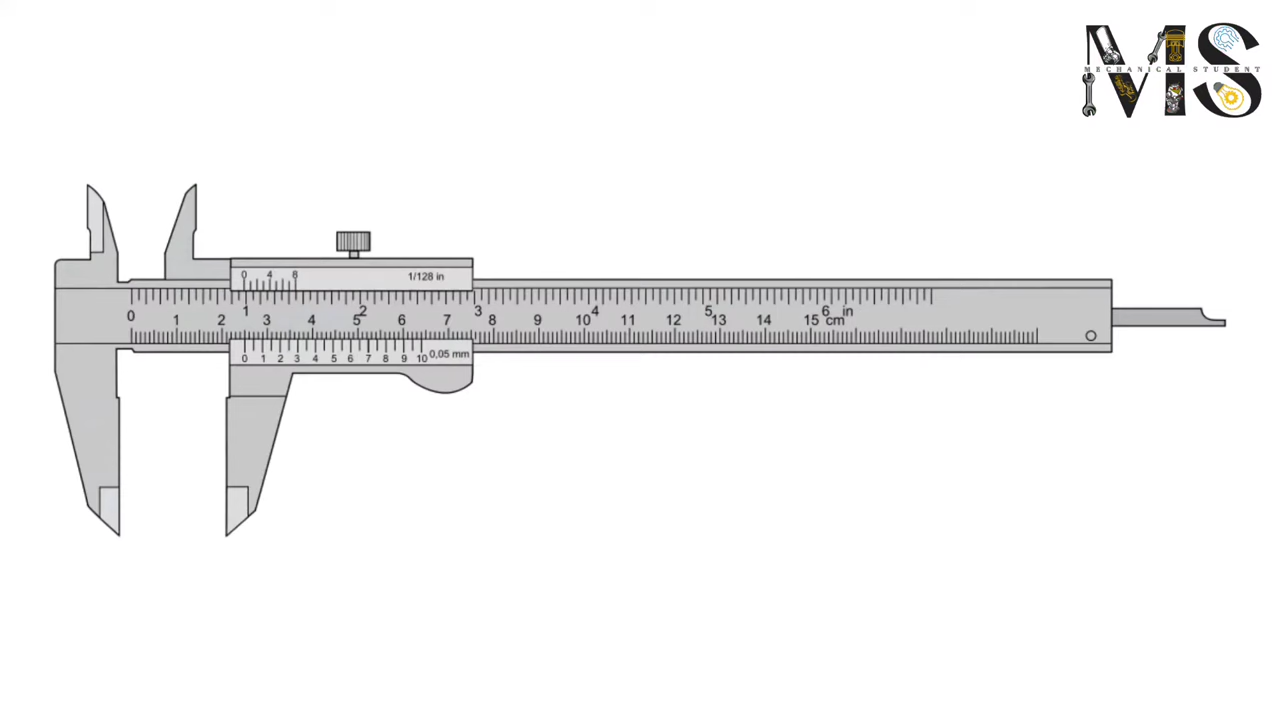 MS
MECHANICAL STUDENT
0 4 8 1/128 in
0 1 2 3 4 5 6 in
1 2 3 4 5 6 7 8 9 10 11 12 13 14 15 cm
0 1 2 3 4 5 6 7 8 9 10 0,05 mm